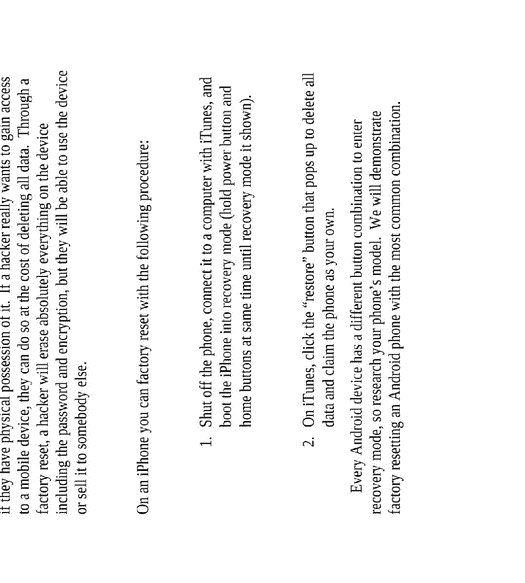 if they have physical possession of it.  If a hacker really wants to gain access
to a mobile device, they can do so at the cost of deleting all data.  Through a
factory reset, a hacker will erase absolutely everything on the device
including the password and encryption, but they will be able to use the device
or sell it to somebody else.
On an iPhone you can factory reset with the following procedure:
1. Shut off the phone, connect it to a computer with iTunes, and
boot the iPhone into recovery mode (hold power button and
home buttons at same time until recovery mode it shown).
2. On iTunes, click the “restore” button that pops up to delete all
data and claim the phone as your own.
Every Android device has a different button combination to enter
recovery mode, so research your phone’s model.  We will demonstrate
factory resetting an Android phone with the most common combination.